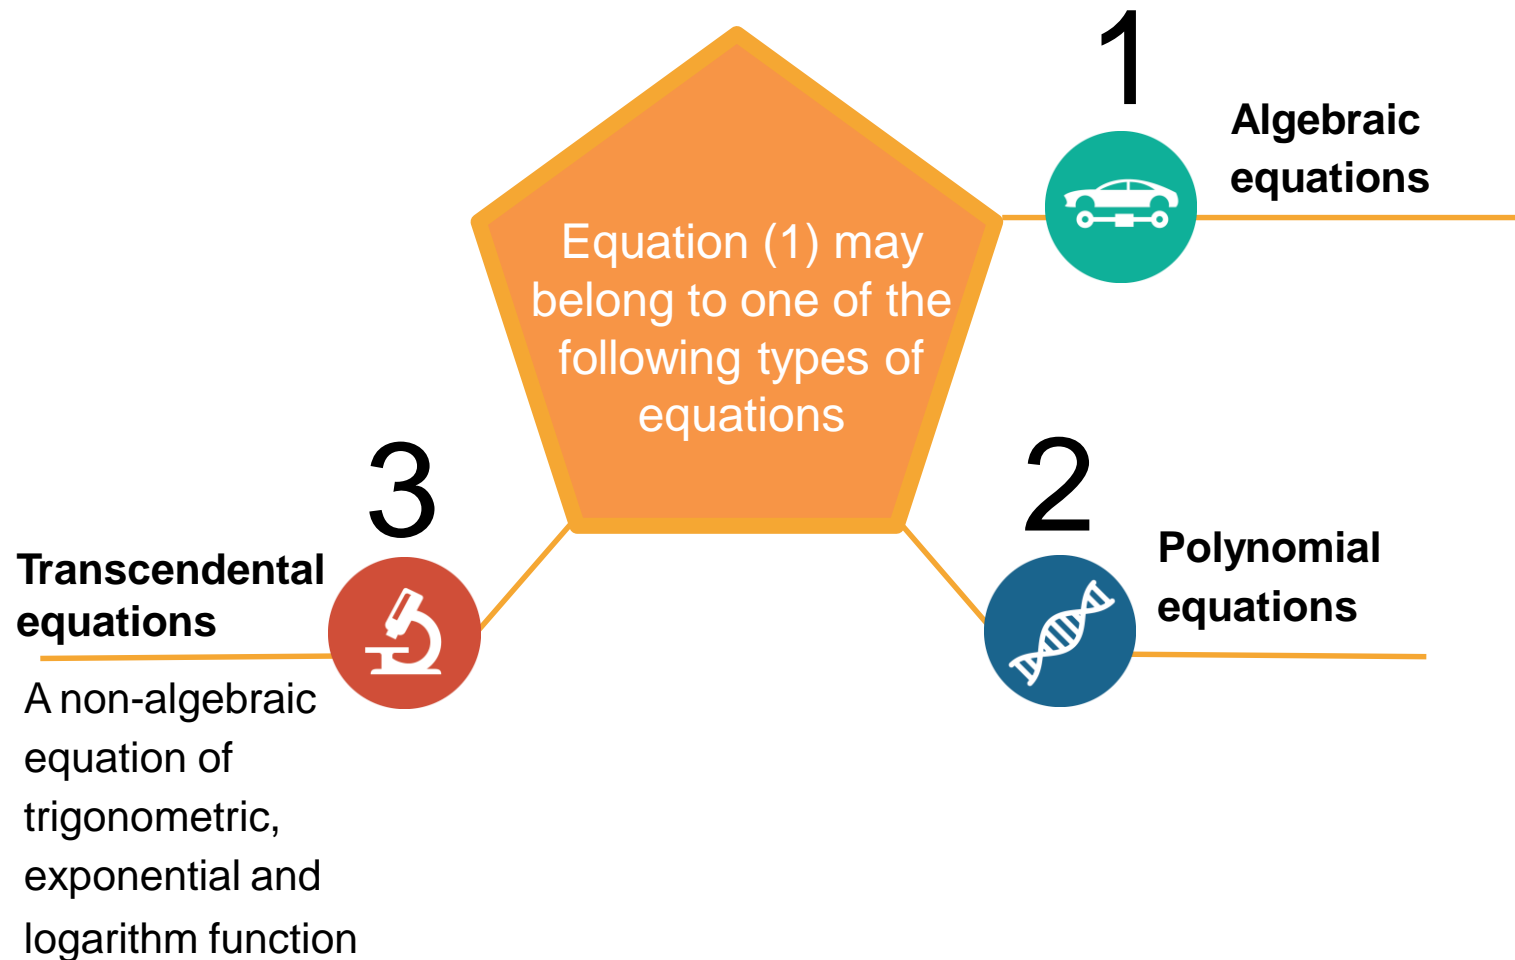 Equation (1) may
belong to one of the
following types of
equations
1
Algebraic
equations
2
Polynomial
equations
3
Transcendental
equations
A non-algebraic
equation of
trigonometric,
exponential and
logarithm function